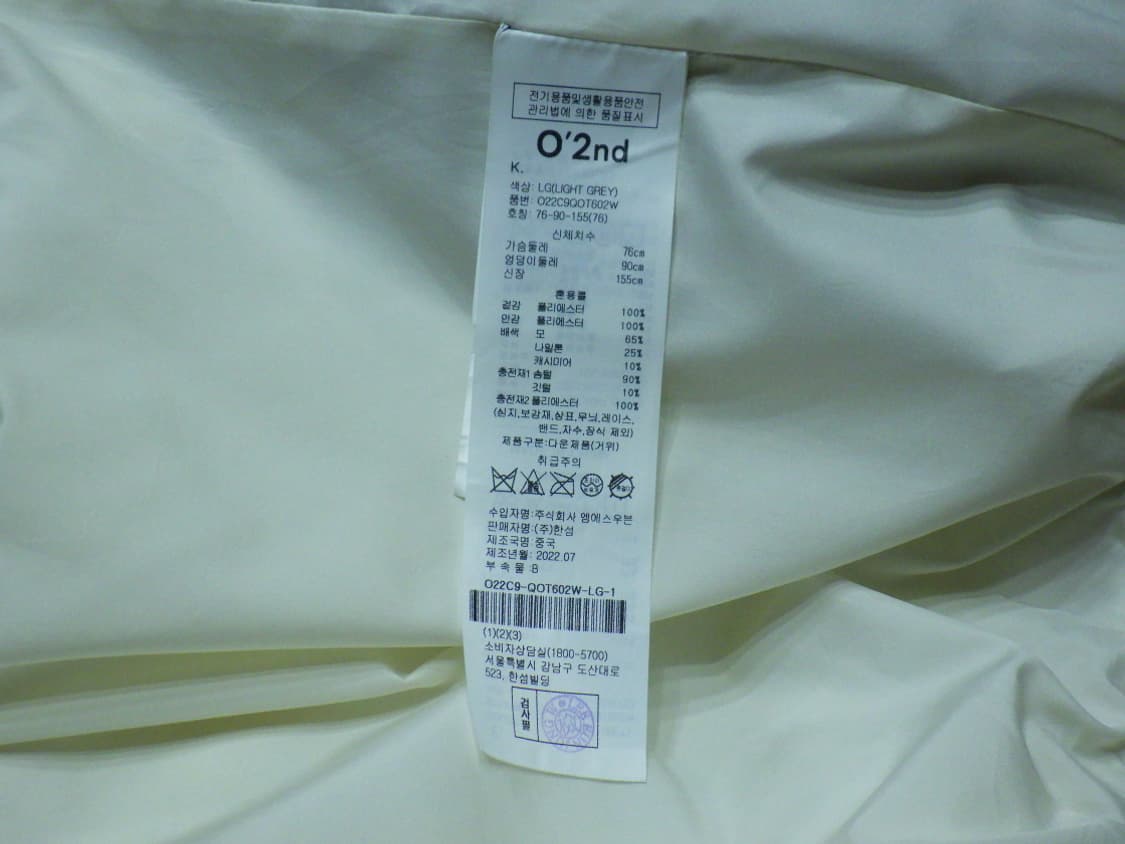 전기용품및생활용품안전
관리법에 의한 품질표시
O'2nd
K.
색상: LG(LIGHT GREY)
품번: O22C9QOT602W
호칭 76-90-155(76)
신체치수
가슴둘레 76cm
엉덩이둘레 90cm
신장 155cm
혼용률
겉감 폴리에스터 100%
안감 폴리에스터 100%
배색 모 65%
나일론 25%
캐시미어 10%
충전재1 솜털 90%
깃털 10%
충전재2 폴리에스터 100%
(심지,보강재,상표,무늬,레이스,
밴드,자수,장식 제외)
제품구분:다운제품(거위)
취급주의
수입자명:주식회사 엠에스우븐
판매자명:(주)한섬
제조국명:중국
제조년월: 2022.07
부 속 물 :B
O22C9-QOT602W-LG-1
(1)(2)(3)
소비자상담실(1800-5700)
서울특별시 강남구 도산대로
523, 한섬빌딩
검사필